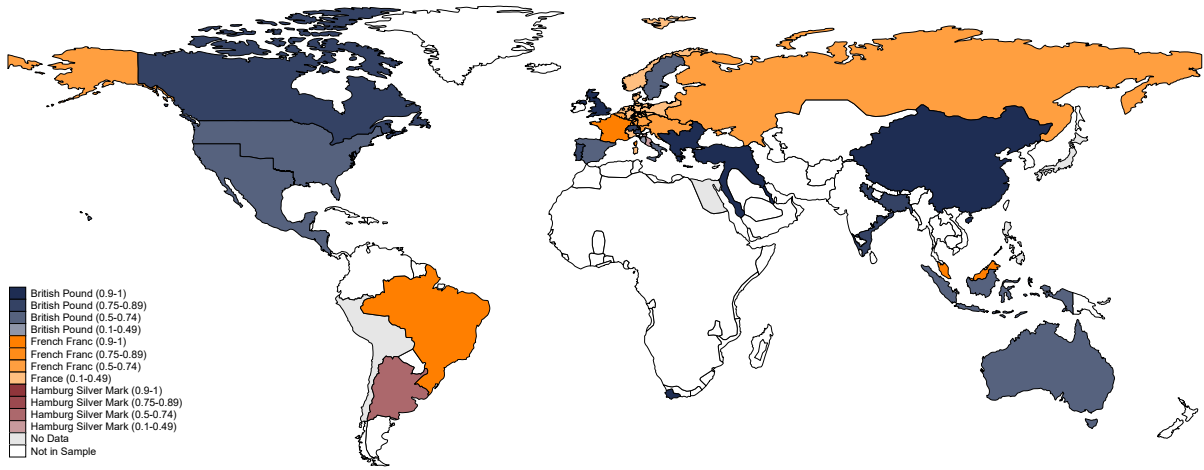 British Pound (0.9-1)
British Pound (0.75-0.89)
British Pound (0.5-0.74)
British Pound (0.1-0.49)
French Franc (0.9-1)
French Franc (0.75-0.89)
French Franc (0.5-0.74)
France (0.1-0.49)
Hamburg Silver Mark (0.9-1)
Hamburg Silver Mark (0.75-0.89)
Hamburg Silver Mark (0.5-0.74)
Hamburg Silver Mark (0.1-0.49)
No Data
Not in Sample